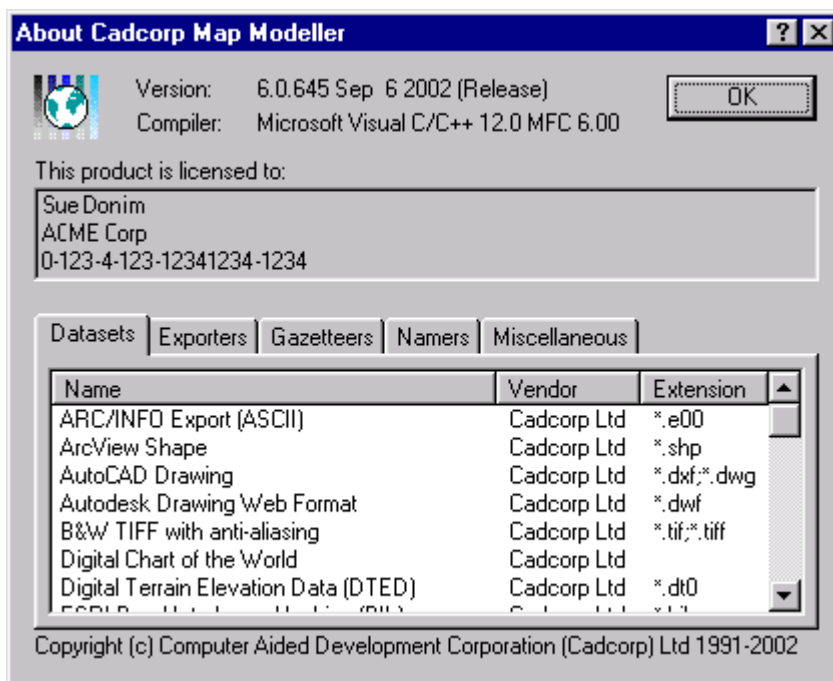 About Cadcorp Map Modeller
Version: 6.0.645 Sep 6 2002 (Release)
OK
Compiler: Microsoft Visual C/C++ 12.0 MFC 6.00
This product is licensed to:
Sue Donim
ACME Corp
0-123-4-123-12341234-1234
Datasets Exporters Gazetteers Namers Miscellaneous
Name Vendor Extension
ARC/INFO Export (ASCII) Cadcorp Ltd *.e00
ArcView Shape Cadcorp Ltd *.shp
AutoCAD Drawing Cadcorp Ltd *.dxf;*.dwg
Autodesk Drawing Web Format Cadcorp Ltd *.dwf
B&W TIFF with anti-aliasing Cadcorp Ltd *.tif;*.tiff
Digital Chart of the World Cadcorp Ltd
Digital Terrain Elevation Data (DTED) Cadcorp Ltd *.dt0
Copyright (c) Computer Aided Development Corporation (Cadcorp) Ltd 1991-2002